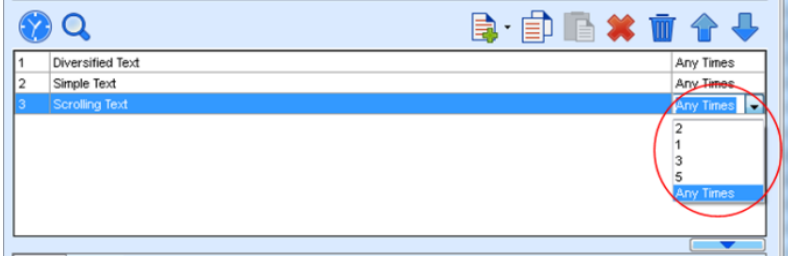 1 Diversified Text Any Times
2 Simple Text Any Times
3 Scrolling Text Any Times
2
1
3
5
Any Times